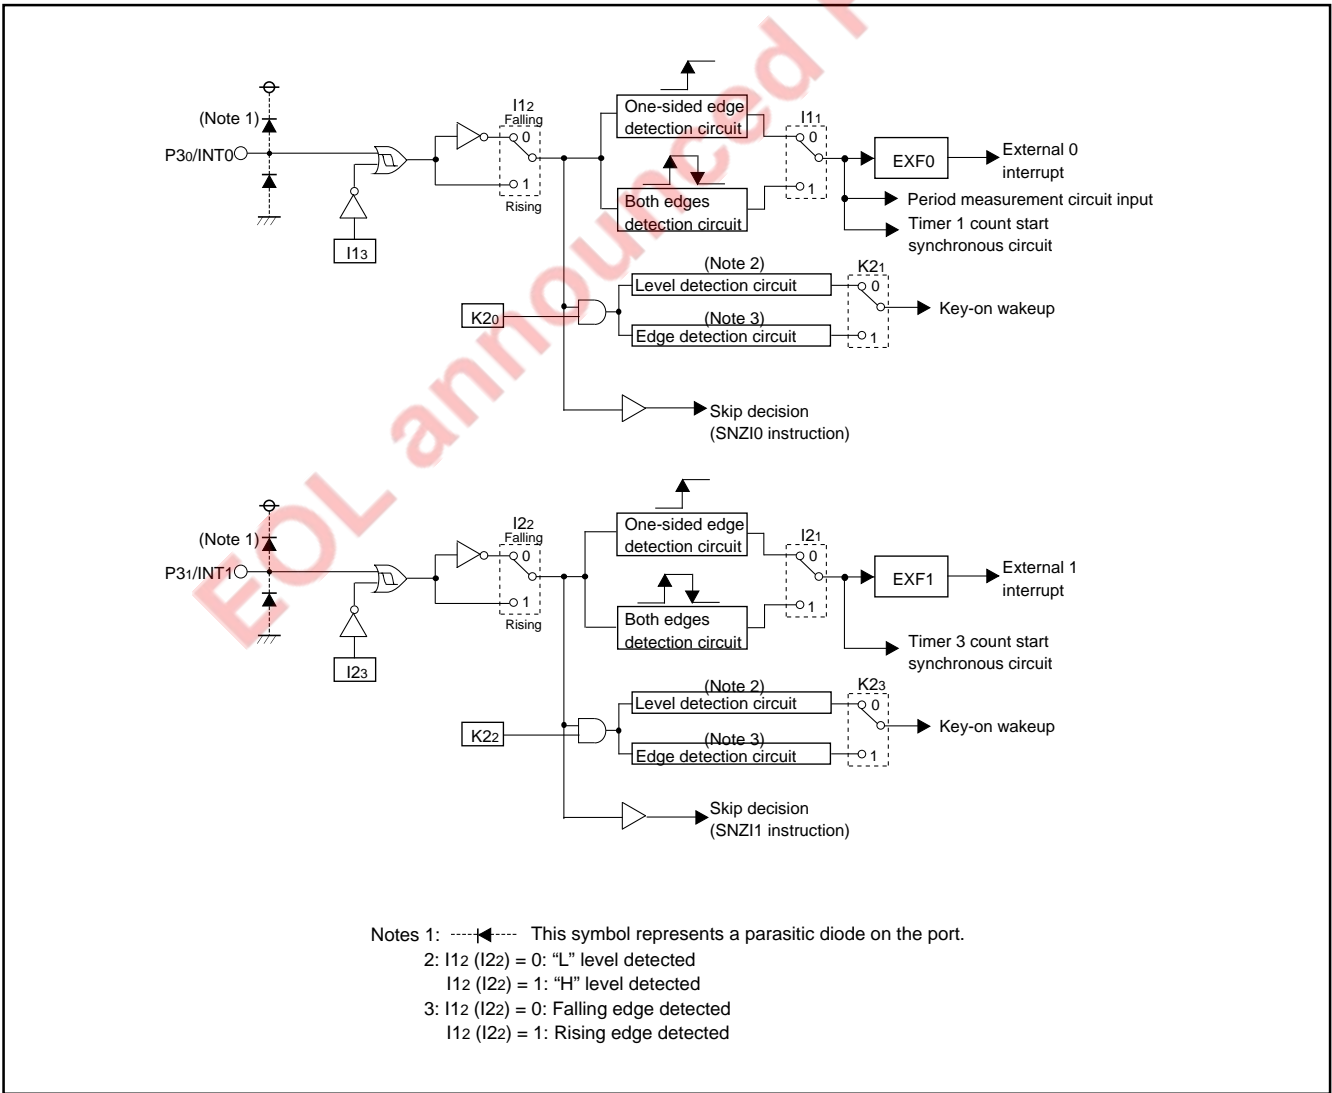 EOL announced
I12
Falling
0
1
Rising
(Note 1)
P30/INT0
I13
One-sided edge
detection circuit
Both edges
detection circuit
I11
0
1
EXF0
External 0
interrupt
Period measurement circuit input
Timer 1 count start
synchronous circuit
K20
(Note 2)
Level detection circuit
(Note 3)
Edge detection circuit
K21
0
1
Key-on wakeup
Skip decision
(SNZI0 instruction)
I22
Falling
0
1
Rising
(Note 1)
P31/INT1
I23
One-sided edge
detection circuit
Both edges
detection circuit
I21
0
1
EXF1
External 1
interrupt
Timer 3 count start
synchronous circuit
K22
(Note 2)
Level detection circuit
(Note 3)
Edge detection circuit
K23
0
1
Key-on wakeup
Skip decision
(SNZI1 instruction)
Notes 1: This symbol represents a parasitic diode on the port.
2: I12 (I22) = 0: “L” level detected
I12 (I22) = 1: “H” level detected
3: I12 (I22) = 0: Falling edge detected
I12 (I22) = 1: Rising edge detected